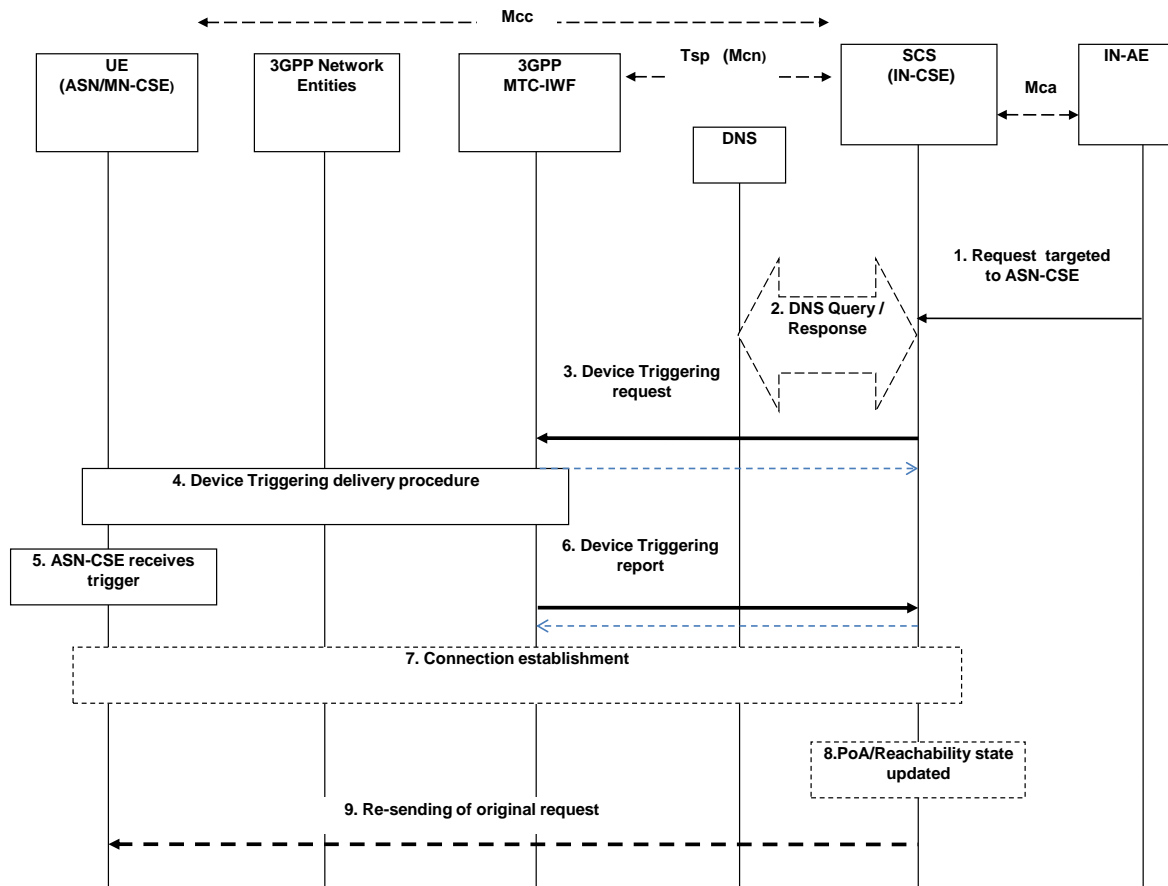 Mcc
UE
(ASN/MN-CSE)
3GPP Network
Entities
3GPP
MTC-IWF
Tsp (Mcn)
SCS
(IN-CSE)
Mca
IN-AE
DNS
1. Request targeted
to ASN-CSE
2. DNS Query /
Response
3. Device Triggering
request
4. Device Triggering delivery procedure
5. ASN-CSE receives
trigger
6. Device Triggering
report
7. Connection establishment
8.PoA/Reachability state
updated
9. Re-sending of original request